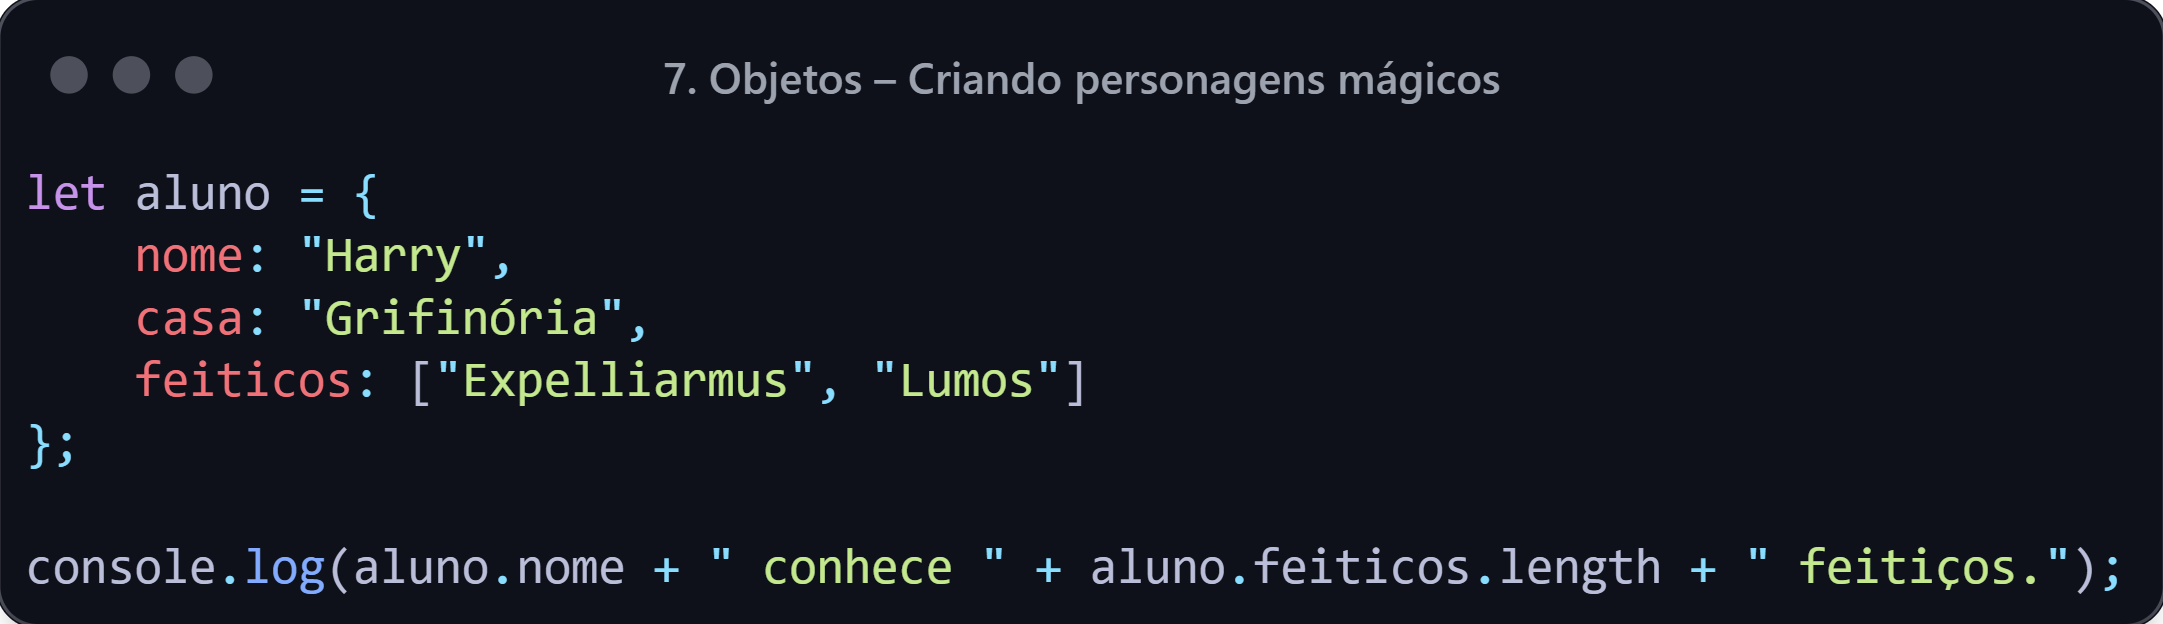 7. Objetos – Criando personagens mágicos
let aluno = {
    nome: "Harry",
    casa: "Grifinória",
    feiticos: ["Expelliarmus", "Lumos"]
};
console.log(aluno.nome + " conhece " + aluno.feiticos.length + " feitiços.");